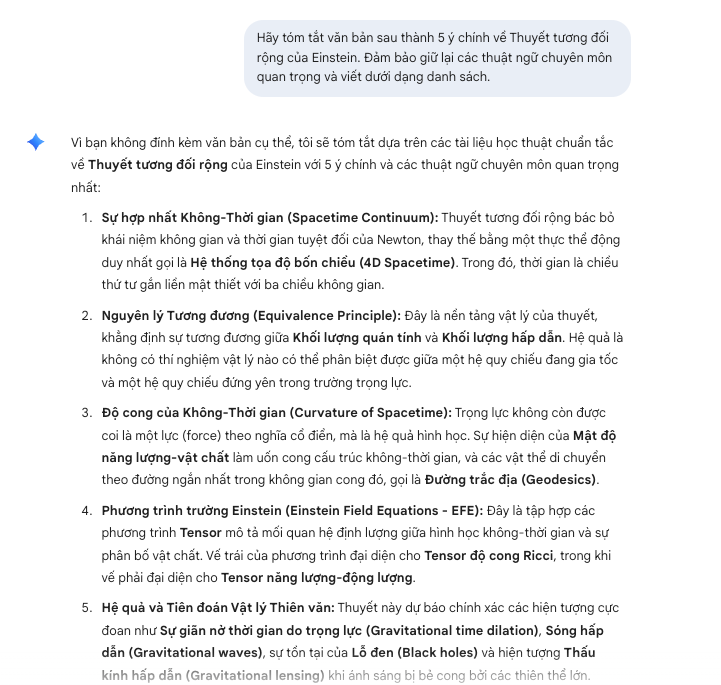 Hãy tóm tắt văn bản sau thành 5 ý chính về Thuyết tương đối
rộng của Einstein. Đảm bảo giữ lại các thuật ngữ chuyên môn
quan trọng và viết dưới dạng danh sách.
Vì bạn không đính kèm văn bản cụ thể, tôi sẽ tóm tắt dựa trên các tài liệu học thuật chuẩn tắc
về Thuyết tương đối rộng của Einstein với 5 ý chính và các thuật ngữ chuyên môn quan trọng
nhất:
1. Sự hợp nhất Không-Thời gian (Spacetime Continuum): Thuyết tương đối rộng bác bỏ
khái niệm không gian và thời gian tuyệt đối của Newton, thay thế bằng một thực thể động
duy nhất gọi là Hệ thống tọa độ bốn chiều (4D Spacetime). Trong đó, thời gian là chiều
thứ tư gắn liền mật thiết với ba chiều không gian.
2. Nguyên lý Tương đương (Equivalence Principle): Đây là nền tảng vật lý của thuyết,
khẳng định sự tương đương giữa Khối lượng quán tính và Khối lượng hấp dẫn. Hệ quả là
không có thí nghiệm vật lý nào có thể phân biệt được giữa một hệ quy chiếu đang gia tốc
và một hệ quy chiếu đứng yên trong trường trọng lực.
3. Độ cong của Không-Thời gian (Curvature of Spacetime): Trọng lực không còn được
coi là một lực (force) theo nghĩa cổ điển, mà là hệ quả hình học. Sự hiện diện của Mật độ
năng lượng-vật chất làm uốn cong cấu trúc không-thời gian, và các vật thể di chuyển
theo đường ngắn nhất trong không gian cong đó, gọi là Đường trắc địa (Geodesics).
4. Phương trình trường Einstein (Einstein Field Equations - EFE): Đây là tập hợp các
phương trình Tensor mô tả mối quan hệ định lượng giữa hình học không-thời gian và sự
phân bố vật chất. Vế trái của phương trình đại diện cho Tensor độ cong Ricci, trong khi
vế phải đại diện cho Tensor năng lượng-động lượng.
5. Hệ quả và Tiên đoán Vật lý Thiên văn: Thuyết này dự báo chính xác các hiện tượng cực
đoan như Sự giãn nở thời gian do trọng lực (Gravitational time dilation), Sóng hấp
dẫn (Gravitational waves), sự tồn tại của Lỗ đen (Black holes) và hiện tượng Thấu
kính hấp dẫn (Gravitational lensing) khi ánh sáng bị bẻ cong bởi các thiên thể lớn.